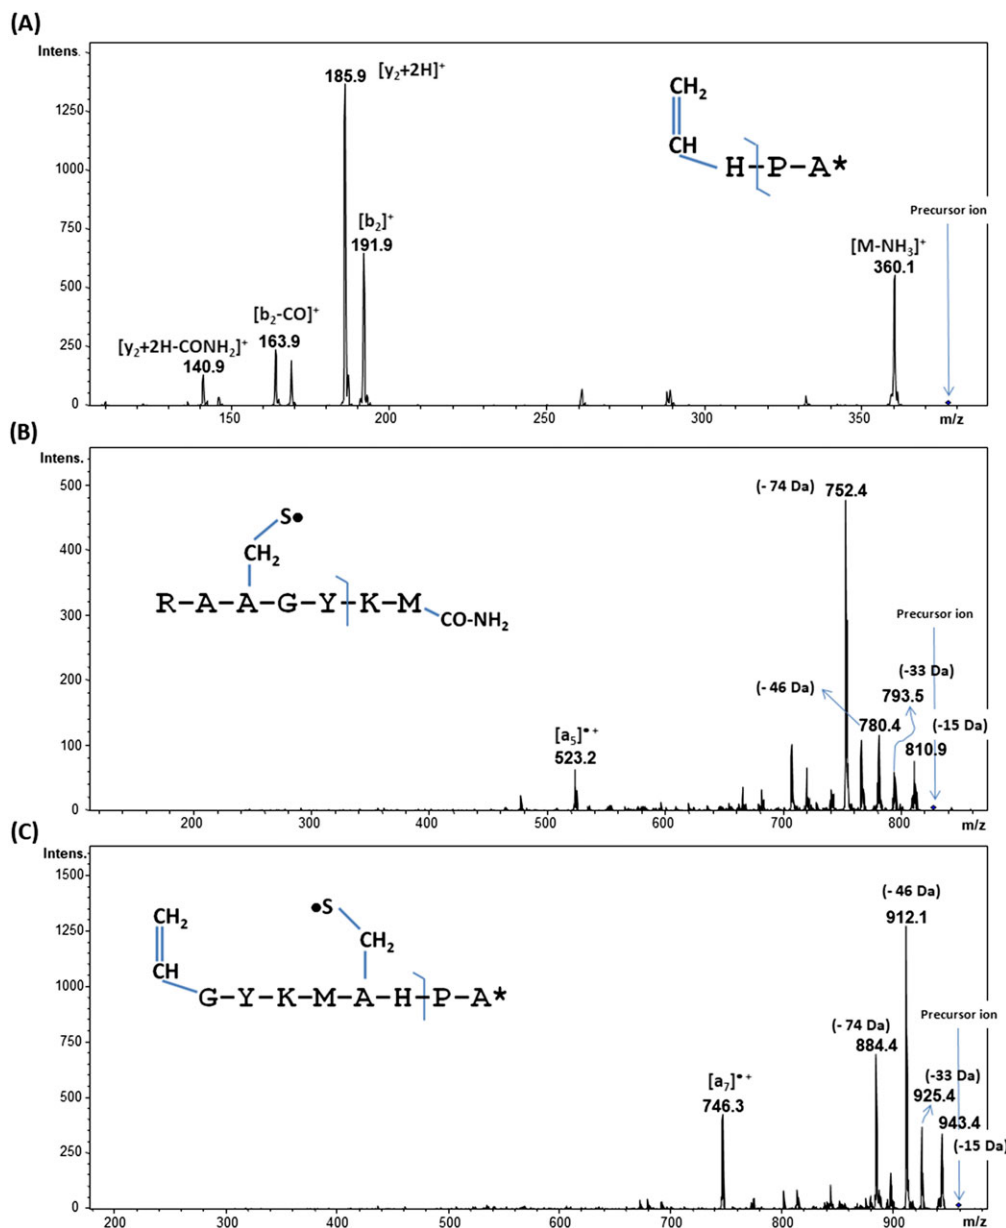 (A)
Intens.
1250
1000
750
500
250
0
[y₂+2H]⁺
185.9
[b₂]⁺
191.9
[b₂-CO]⁺
163.9
[y₂+2H-CONH₂]⁺
140.9
CH₂
CH
H-P-A*
Precursor ion
[M-NH₃]⁺
360.1
150 200 250 300 350 m/z
(B)
Intens.
500
400
300
200
100
0
S•
CH₂
R-A-A-G-Y-K-M
CO-NH₂
[a₅]•⁺
523.2
(- 74 Da) 752.4
Precursor ion
(- 46 Da)
780.4
(-33 Da)
793.5
(-15 Da)
810.9
200 300 400 500 600 700 800 m/z
(C)
Intens.
1500
1250
1000
750
500
250
0
CH₂
CH
•S
CH₂
G-Y-K-M-A-H-P-A*
[a₇]•⁺
746.3
(- 46 Da)
912.1
(- 74 Da)
884.4
Precursor ion
(-33 Da)
925.4
943.4
(-15 Da)
200 300 400 500 600 700 800 900 m/z